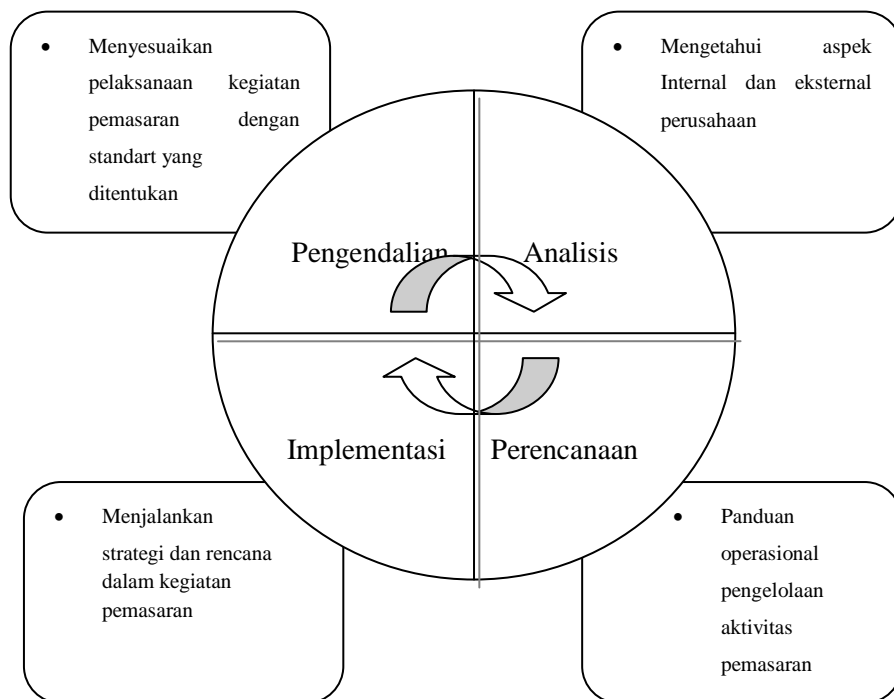 • Menyesuaikan
pelaksanaan kegiatan
pemasaran dengan
standart yang
ditentukan
• Mengetahui aspek
Internal dan eksternal
perusahaan
Pengendalian
Analisis
Implementasi
Perencanaan
• Menjalankan
strategi dan rencana
dalam kegiatan
pemasaran
• Panduan
operasional
pengelolaan
aktivitas
pemasaran